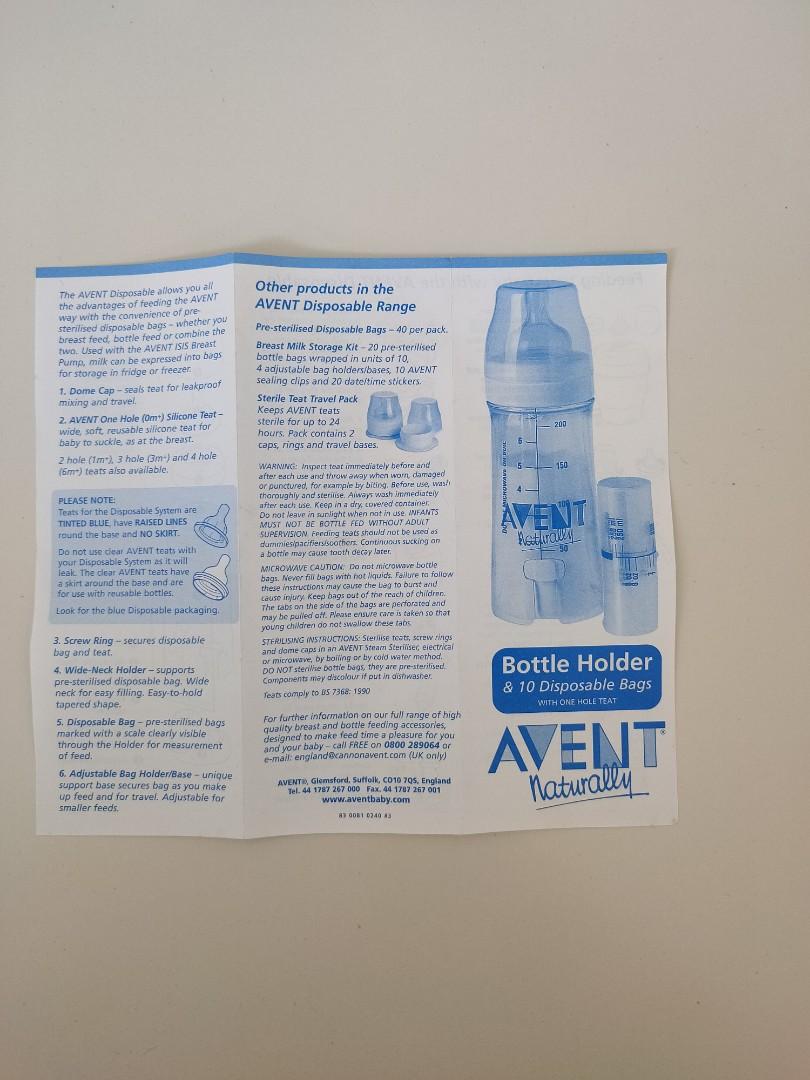 The AVENT Disposable allows you all
the advantages of feeding the AVENT
way with the convenience of pre-
sterilised disposable bags – whether you
breast feed, bottle feed or combine the
two. Used with the AVENT ISIS Breast
Pump, milk can be expressed into bags
for storage in fridge or freezer.
1. Dome Cap – seals teat for leakproof
mixing and travel.
2. AVENT One Hole (0m⁺) Silicone Teat –
wide, soft, reusable silicone teat for
baby to suckle, as at the breast.
2 hole (1m⁺), 3 hole (3m⁺) and 4 hole
(6m⁺) teats also available.
PLEASE NOTE:
Teats for the Disposable System are
TINTED BLUE, have RAISED LINES
round the base and NO SKIRT.
Do not use clear AVENT teats with
your Disposable System as it will
leak. The clear AVENT teats have
a skirt around the base and are
for use with reusable bottles.
Look for the blue Disposable packaging.
3. Screw Ring – secures disposable
bag and teat.
4. Wide-Neck Holder – supports
pre-sterilised disposable bag. Wide
neck for easy filling. Easy-to-hold
tapered shape.
5. Disposable Bag – pre-sterilised bags
marked with a scale clearly visible
through the Holder for measurement
of feed.
6. Adjustable Bag Holder/Base – unique
support base secures bag as you make
up feed and for travel. Adjustable for
smaller feeds.
Other products in the
AVENT Disposable Range
Pre-sterilised Disposable Bags – 40 per pack.
Breast Milk Storage Kit – 20 pre-sterilised
bottle bags wrapped in units of 10,
4 adjustable bag holders/bases, 10 AVENT
sealing clips and 20 date/time stickers.
Sterile Teat Travel Pack
Keeps AVENT teats
sterile for up to 24
hours. Pack contains 2
caps, rings and travel bases.
WARNING: Inspect teat immediately before and
after each use and throw away when worn, damaged
or punctured, for example by biting. Before use, wash
thoroughly and sterilise. Always wash immediately
after each use. Keep in a dry, covered container.
Do not leave in sunlight when not in use. INFANTS
MUST NOT BE BOTTLE FED WITHOUT ADULT
SUPERVISION. Feeding teats should not be used as
dummies/pacifiers/soothers. Continuous sucking on
a bottle may cause tooth decay later.
MICROWAVE CAUTION: Do not microwave bottle
bags. Never fill bags with hot liquids. Failure to follow
these instructions may cause the bag to burst and
cause injury. Keep bags out of the reach of children.
The tabs on the side of the bags are perforated and
may be pulled off. Please ensure care is taken so that
young children do not swallow these tabs.
STERILISING INSTRUCTIONS: Sterilise teats, screw rings
and dome caps in an AVENT Steam Steriliser, electrical
or microwave, by boiling or by cold water method.
DO NOT sterilise bottle bags, they are pre-sterilised.
Components may discolour if put in dishwasher.
Teats comply to BS 7368: 1990
For further information on our full range of high
quality breast and bottle feeding accessories,
designed to make feed time a pleasure for you
and your baby – call FREE on 0800 289064 or
e-mail: england@cannonavent.com (UK only)
AVENT®, Glemsford, Suffolk, CO10 7QS, England
Tel. 44 1787 267 000 Fax. 44 1787 267 001
www.aventbaby.com
83 0081 0240 #3
200
6
5
150
4
100
AVENT
Naturally
50
Bottle Holder
& 10 Disposable Bags
WITH ONE HOLE TEAT
AVENT®
Naturally